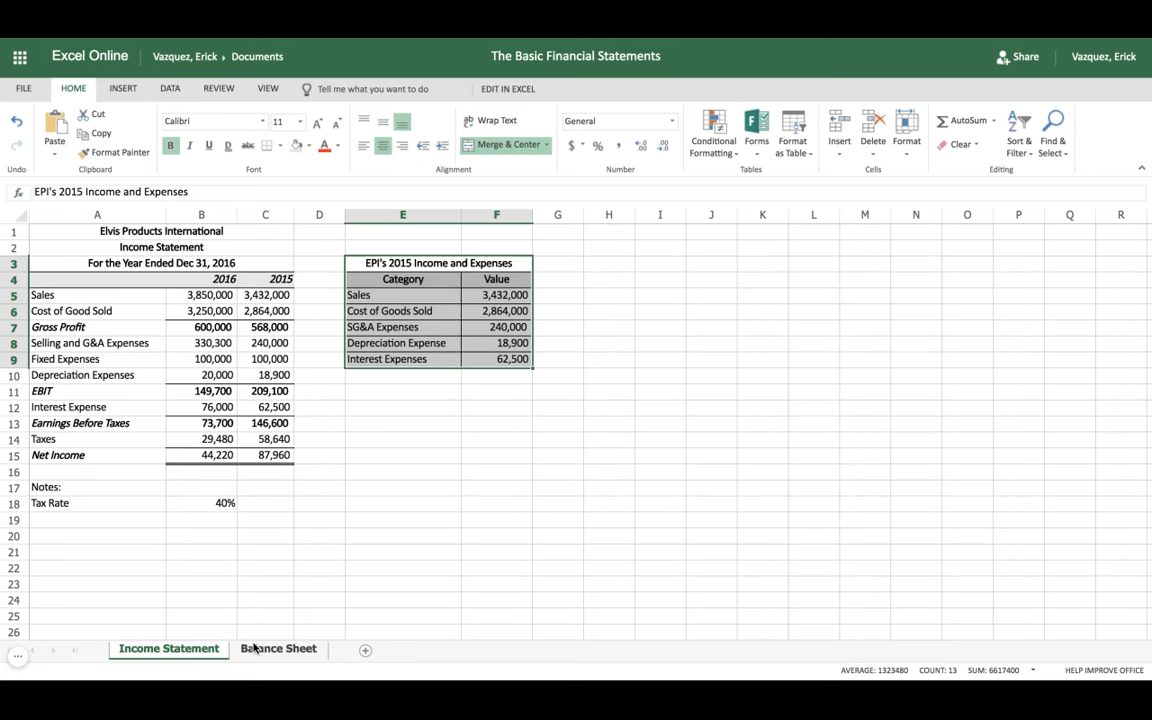 Excel Online Vazquez, Erick ▸ Documents The Basic Financial Statements Share Vazquez, Erick
FILE HOME INSERT DATA REVIEW VIEW Tell me what you want to do EDIT IN EXCEL
Cut
Calibri 11 Wrap Text General AutoSum
Copy
Paste Format Painter
B I U D abc A Merge & Center $ % , .00 .00
Conditional Formatting Forms Format as Table Insert Delete Format Clear Sort & Filter Find & Select
Undo Clipboard Font Alignment Number Tables Cells Editing
fx EPI's 2015 Income and Expenses
A B C D E F G H I J K L M N O P Q R
1 Elvis Products International
2 Income Statement
3 For the Year Ended Dec 31, 2016 EPI's 2015 Income and Expenses
4 2016 2015 Category Value
5 Sales 3,850,000 3,432,000 Sales 3,432,000
6 Cost of Good Sold 3,250,000 2,864,000 Cost of Goods Sold 2,864,000
7 Gross Profit 600,000 568,000 SG&A Expenses 240,000
8 Selling and G&A Expenses 330,300 240,000 Depreciation Expense 18,900
9 Fixed Expenses 100,000 100,000 Interest Expenses 62,500
10 Depreciation Expenses 20,000 18,900
11 EBIT 149,700 209,100
12 Interest Expense 76,000 62,500
13 Earnings Before Taxes 73,700 146,600
14 Taxes 29,480 58,640
15 Net Income 44,220 87,960
16
17 Notes:
18 Tax Rate 40%
19
20
21
22
23
24
25
26
Income Statement Balance Sheet
AVERAGE: 1323480 COUNT: 13 SUM: 6617400 HELP IMPROVE OFFICE